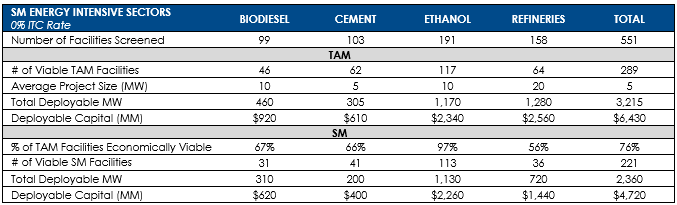 SM ENERGY INTENSIVE SECTORS
0% ITC Rate BIODIESEL CEMENT ETHANOL REFINERIES TOTAL
Number of Facilities Screened 99 103 191 158 551
TAM
# of Viable TAM Facilities 46 62 117 64 289
Average Project Size (MW) 10 5 10 20 5
Total Deployable MW 460 305 1,170 1,280 3,215
Deployable Capital (MM) $920 $610 $2,340 $2,560 $6,430
SM
% of TAM Facilities Economically Viable 67% 66% 97% 56% 76%
# of Viable SM Facilities 31 41 113 36 221
Total Deployable MW 310 200 1,130 720 2,360
Deployable Capital (MM) $620 $400 $2,260 $1,440 $4,720